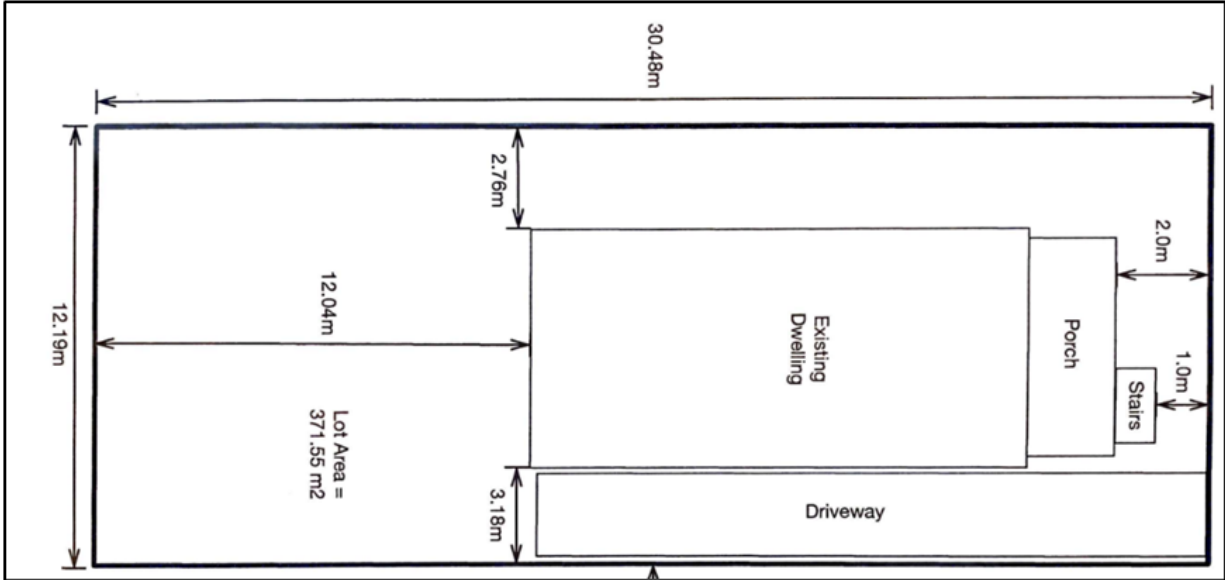 30.48m
2.76m
2.0m
12.04m
Existing
Dwelling
Porch
1.0m
Stairs
12.19m
Lot Area =
371.55 m2
3.18m
Driveway